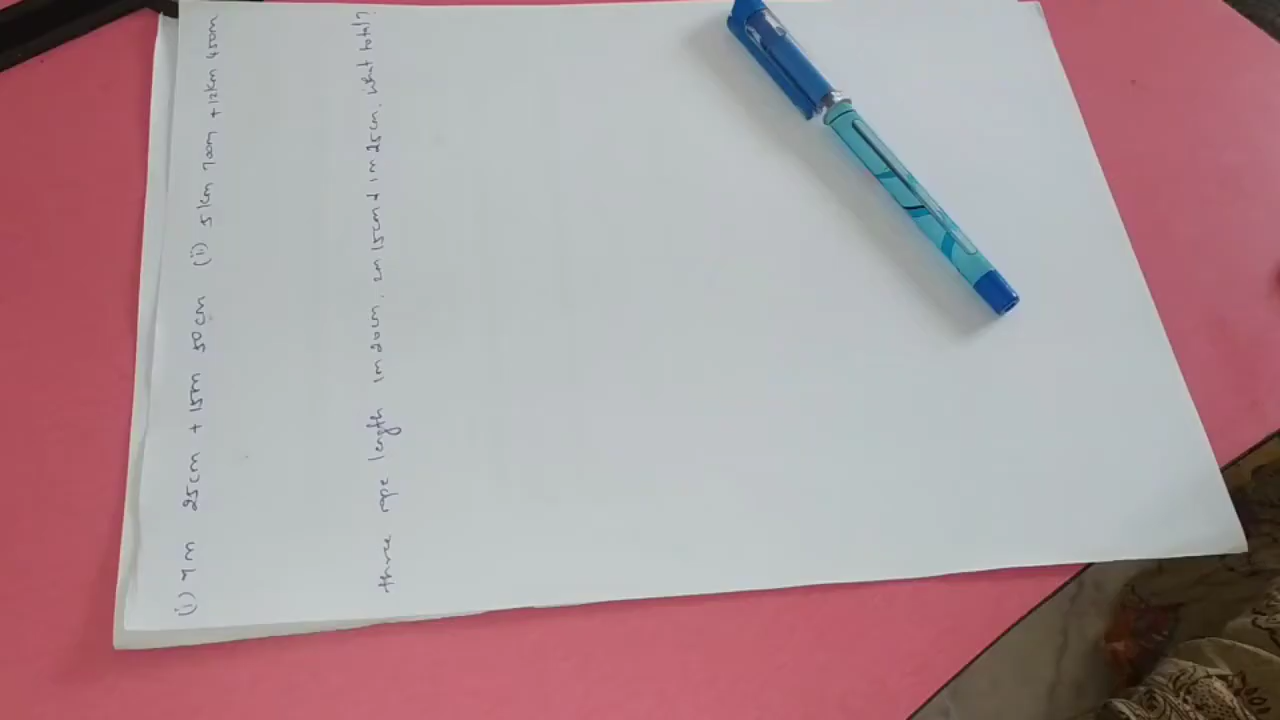 (i) 7m 25cm + 15m 50cm (ii) 5km 700m + 12km 450m
three rope length 1m 20cm, 2m 15cm & 1m 25cm. What total?